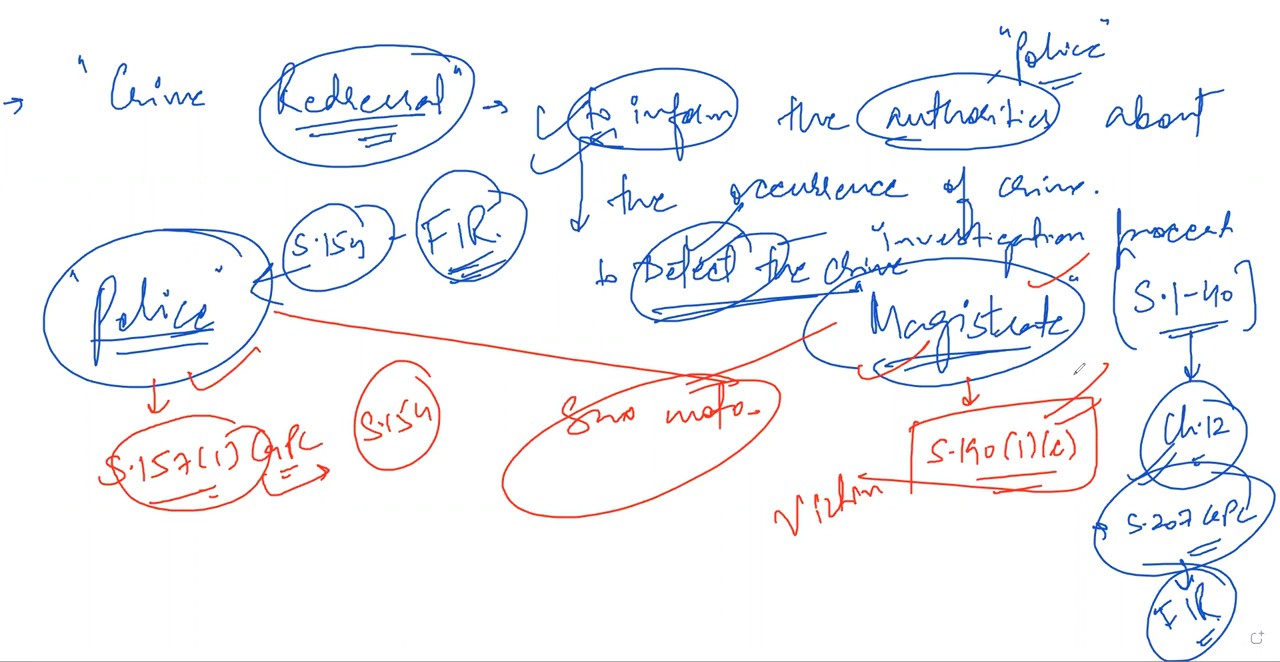 "Police"
→ "Crime Redressal" → to inform the authorities about
the occurrence of crime.
S.154 - FIR.
"investigation
to Detect the crime
"Police"
"Magistrate"
S.1-40
S.157(1) CrPC →
S.154
Suo moto.
S.190(1)(c)
Victim
Ch.12
→ S.207 CrPC
FIR